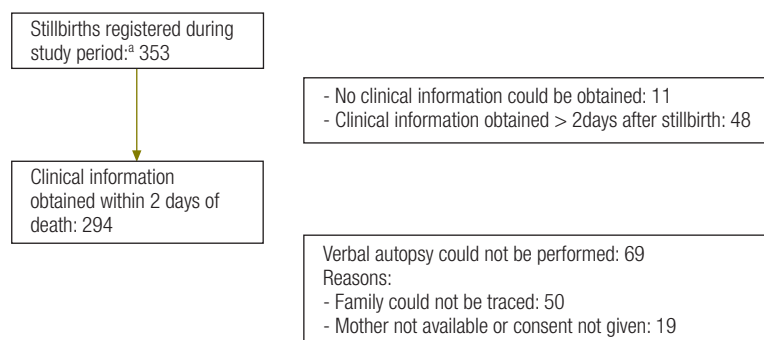 Stillbirths registered during
study period:ᵃ 353
- No clinical information could be obtained: 11
- Clinical information obtained > 2days after stillbirth: 48
Clinical information
obtained within 2 days of
death: 294
Verbal autopsy could not be performed: 69
Reasons:
- Family could not be traced: 50
- Mother not available or consent not given: 19